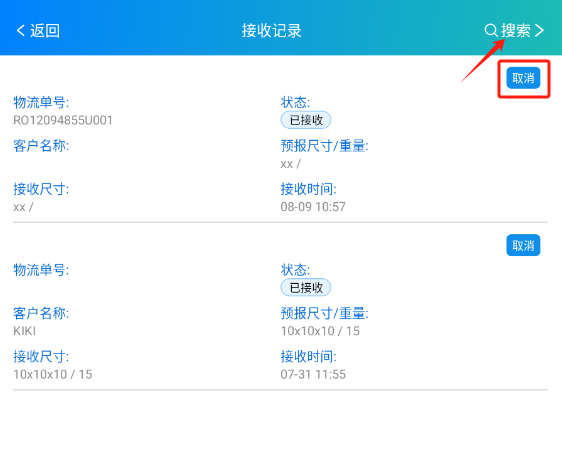 返回 接收记录 搜索
取消
物流单号: 状态:
RO12094855U001 已接收
客户名称: 预报尺寸/重量:
xx /
接收尺寸: 接收时间:
xx / 08-09 10:57
取消
物流单号: 状态:
已接收
客户名称: 预报尺寸/重量:
KIKI 10x10x10 / 15
接收尺寸: 接收时间:
10x10x10 / 15 07-31 11:55